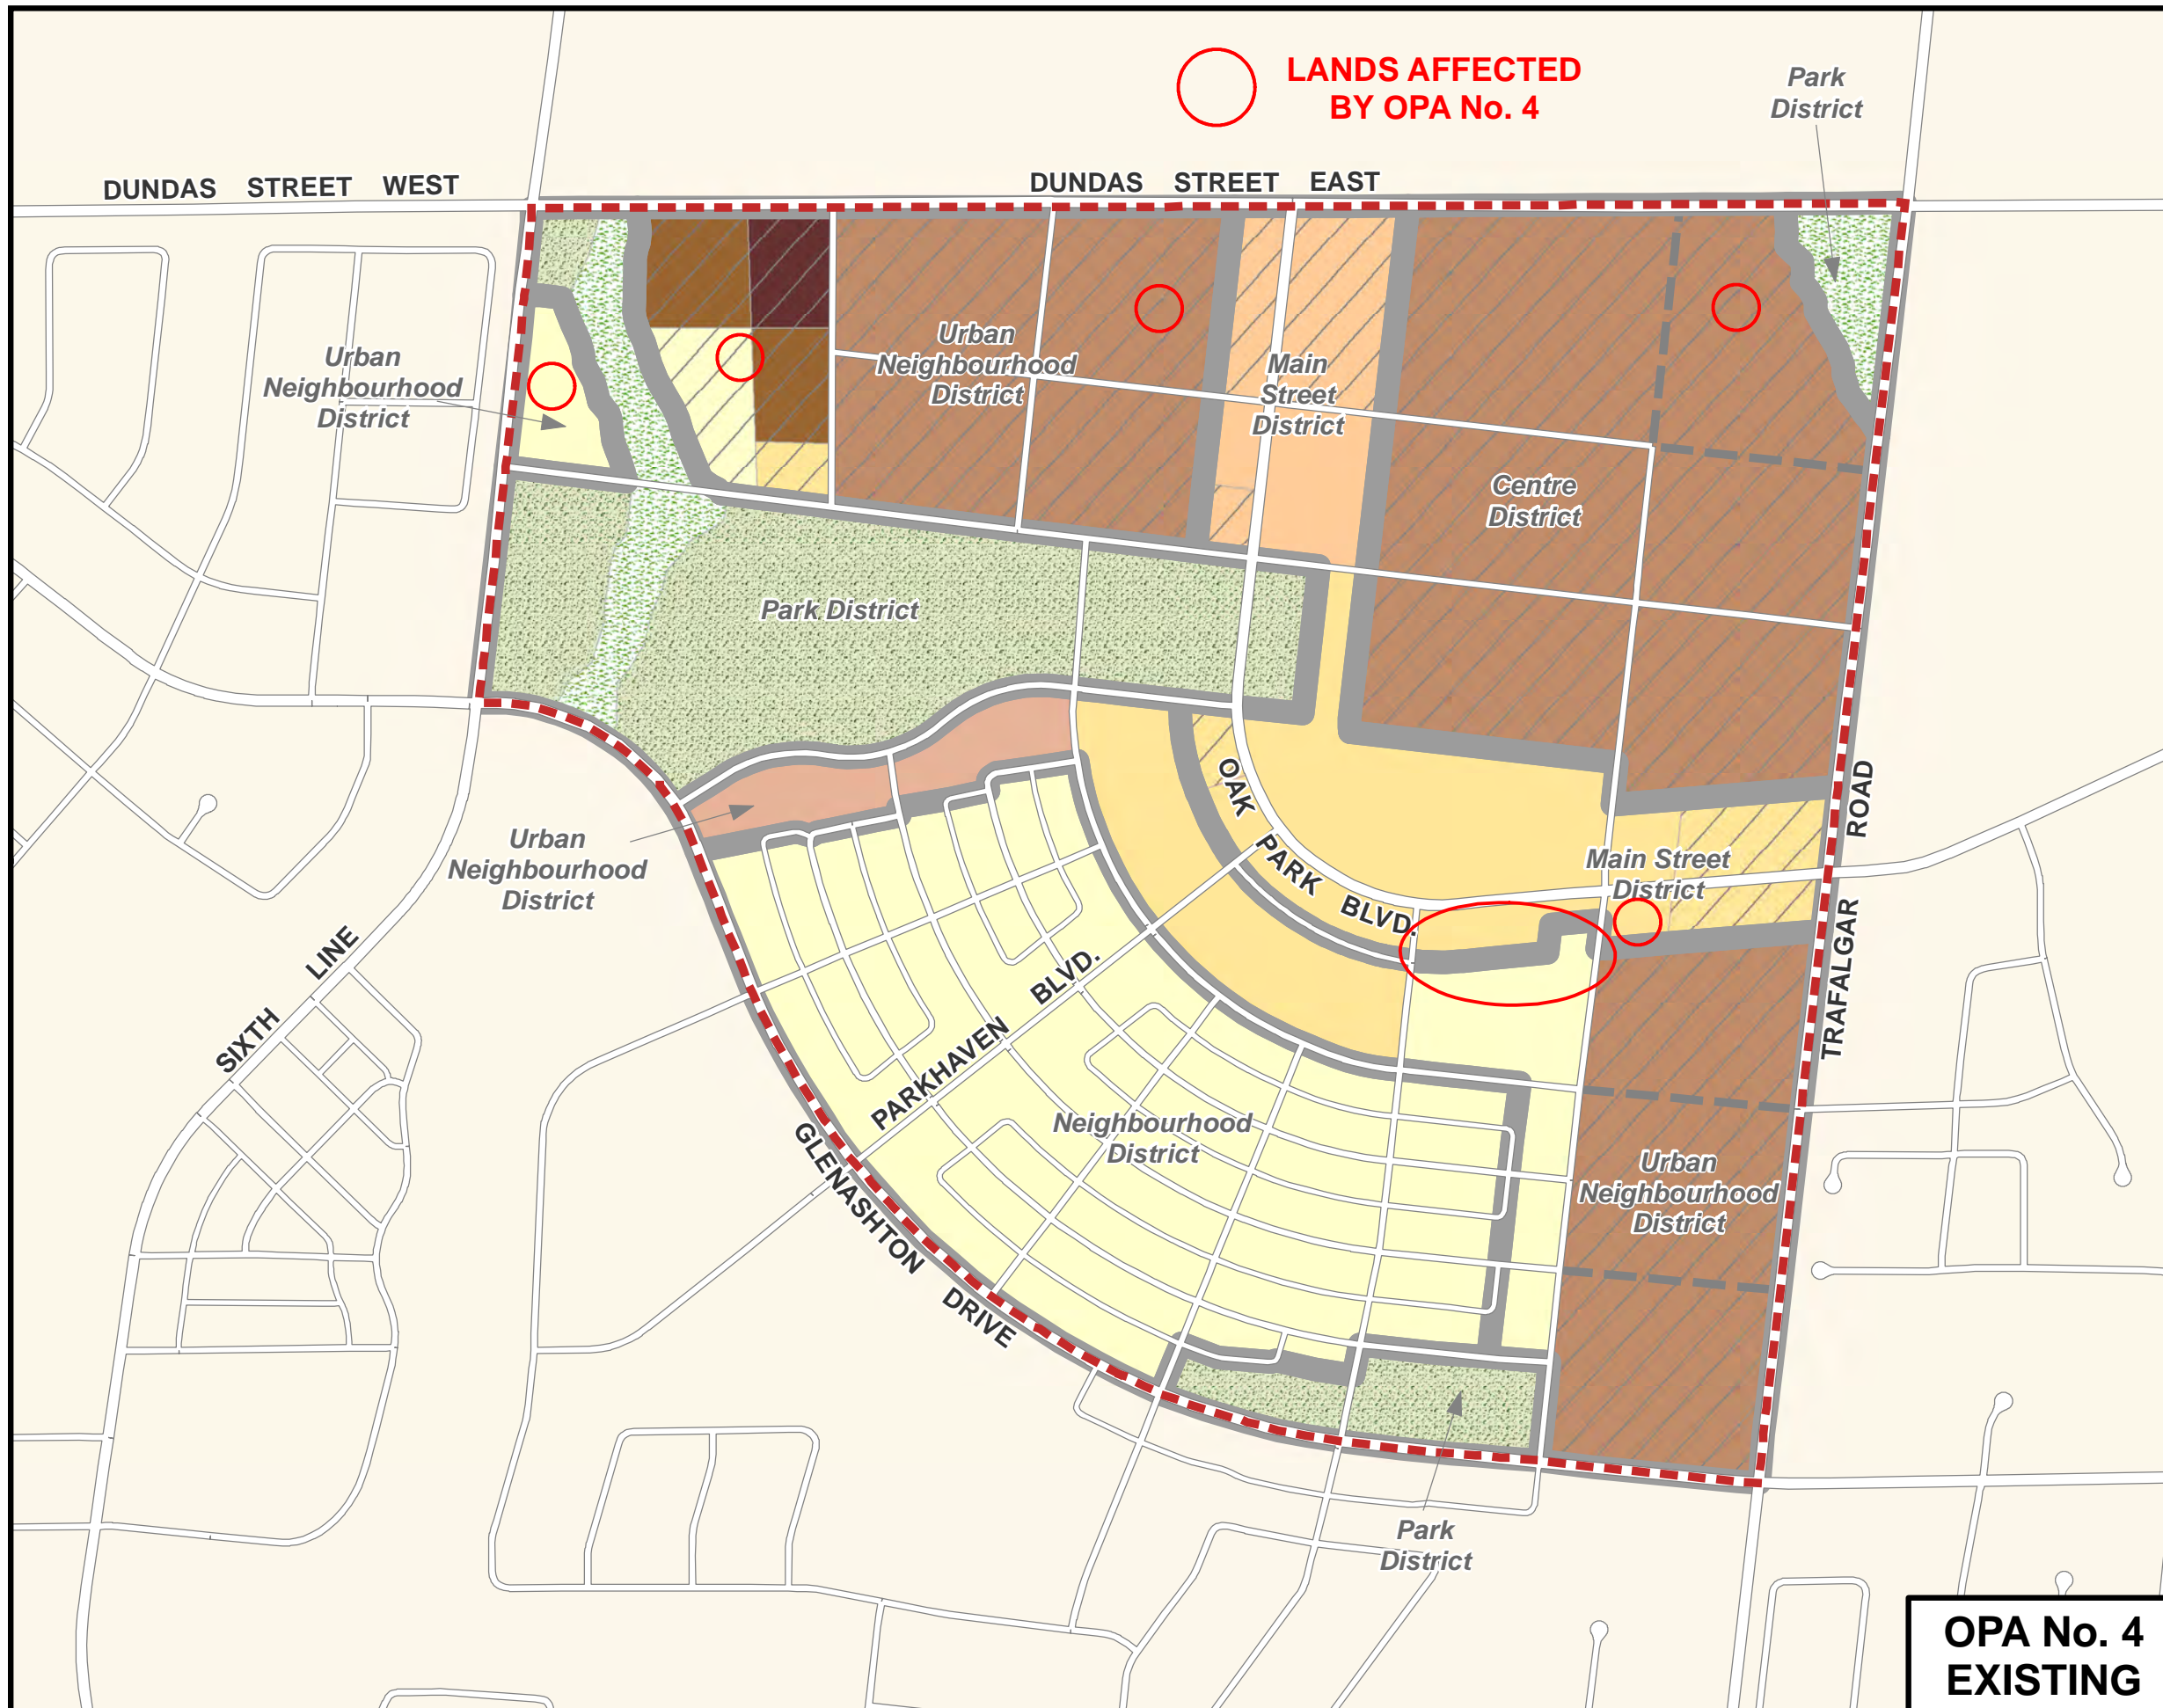 LANDS AFFECTED
BY OPA No. 4
Park
District
DUNDAS STREET WEST
DUNDAS STREET EAST
Urban
Neighbourhood
District
Urban
Neighbourhood
District
Main
Street
District
Centre
District
Park District
OAK PARK BLVD.
Urban
Neighbourhood
District
Main Street
District
TRAFALGAR ROAD
SIXTH LINE
PARKHAVEN BLVD.
Neighbourhood
District
Urban
Neighbourhood
District
GLENASHTON DRIVE
Park
District
OPA No. 4
EXISTING